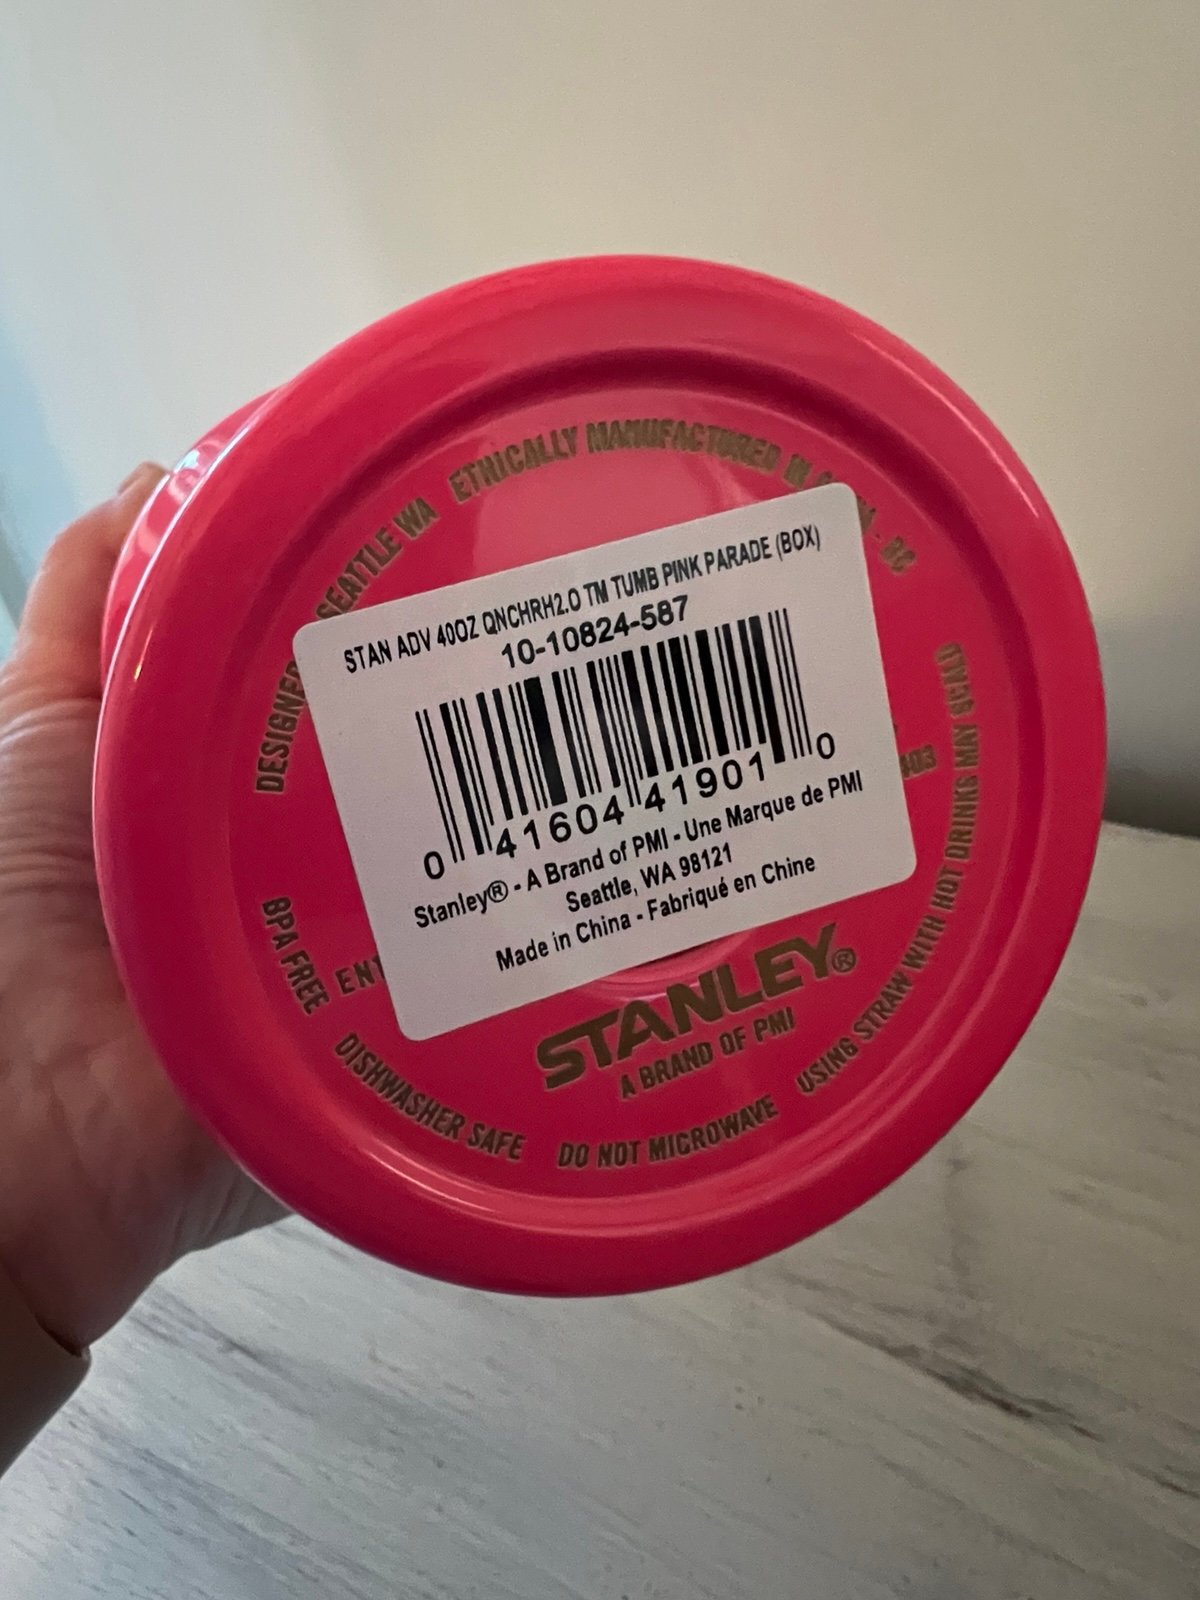 STAN ADV 40OZ QNCHRH2.0 TM TUMB PINK PARADE (BOX)
10-10824-587
0 41604 41901 0
Stanley® - A Brand of PMI - Une Marque de PMI
Seattle, WA 98121
Made in China - Fabriqué en Chine
DESIGNED
SEATTLE WA
ETHICALLY MANUFACTURED IN
STANLEY®
A BRAND OF PMI
BPA FREE
DISHWASHER SAFE
DO NOT MICROWAVE
USING STRAW WITH HOT DRINKS MAY SCALD